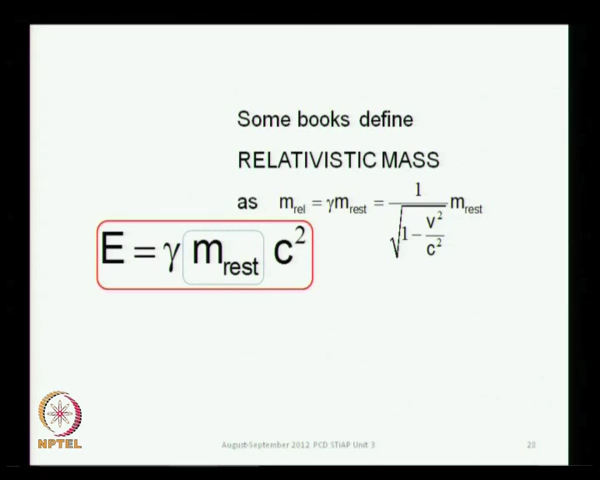 Some books define
RELATIVISTIC MASS
as m_rel = γm_rest = 1/√(1 − v²/c²) m_rest
E = γ m_rest c²
NPTEL
August-September 2012 PCD STiAP Unit 3
28